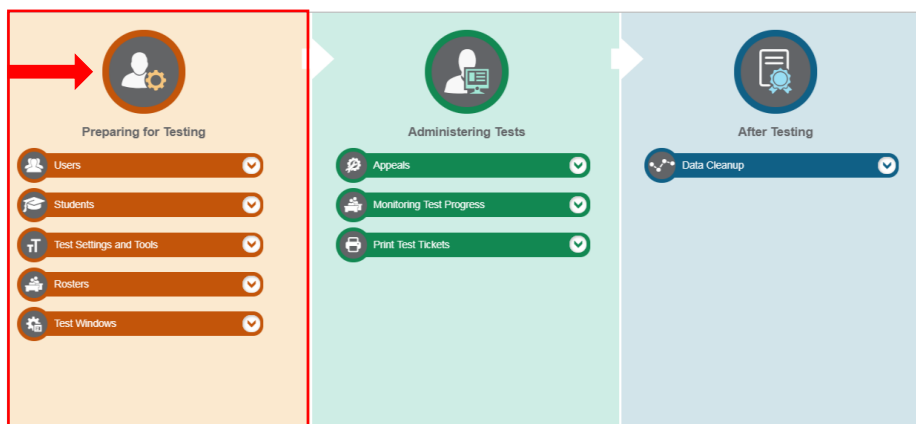 Preparing for Testing
Users
Students
Test Settings and Tools
Rosters
Test Windows
Administering Tests
Appeals
Monitoring Test Progress
Print Test Tickets
After Testing
Data Cleanup